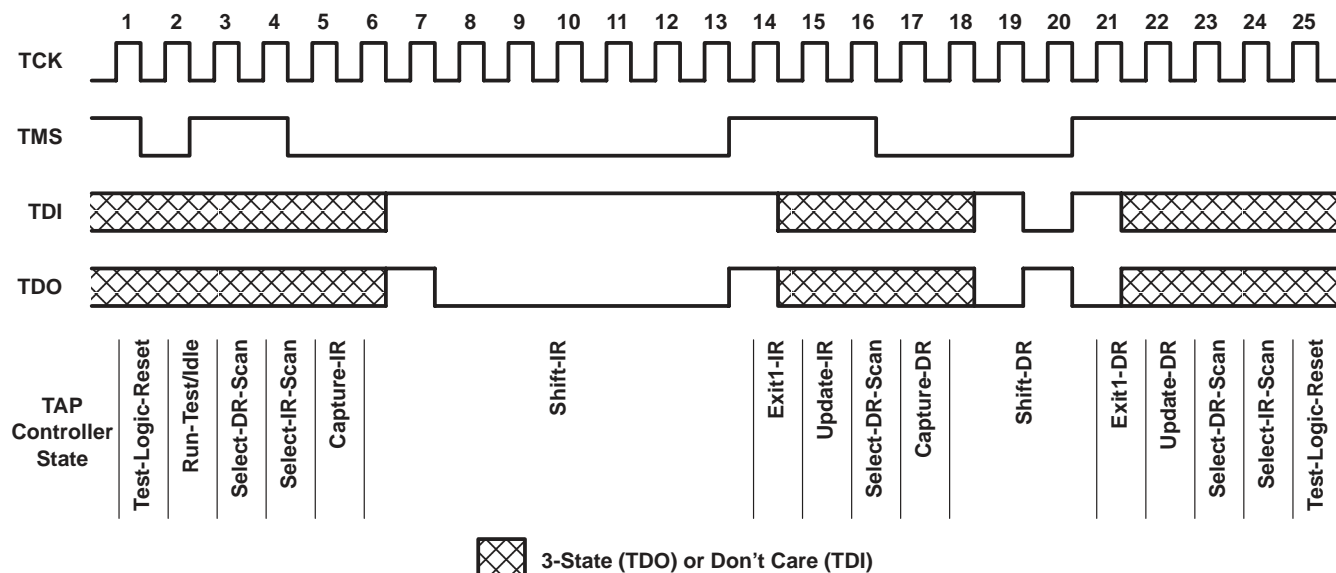 1 2 3 4 5 6 7 8 9 10 11 12 13 14 15 16 17 18 19 20 21 22 23 24 25
TCK
TMS
TDI
TDO
TAP
Controller
State
Test-Logic-Reset
Run-Test/Idle
Select-DR-Scan
Select-IR-Scan
Capture-IR
Shift-IR
Exit1-IR
Update-IR
Select-DR-Scan
Capture-DR
Shift-DR
Exit1-DR
Update-DR
Select-DR-Scan
Select-IR-Scan
Test-Logic-Reset
3-State (TDO) or Don't Care (TDI)